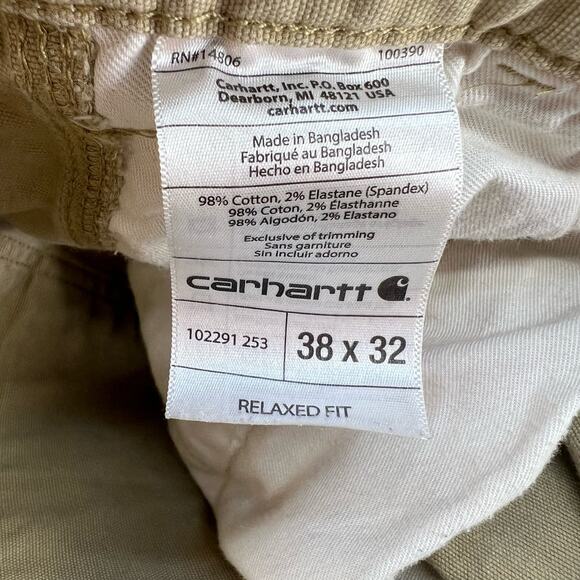 RN#14806 100390
Carhartt, Inc. P.O. Box 600
Dearborn, MI 48121 USA
carhartt.com
Made in Bangladesh
Fabriqué au Bangladesh
Hecho en Bangladesh
98% Cotton, 2% Elastane (Spandex)
98% Coton, 2% Élasthanne
98% Algodón, 2% Elastano
Exclusive of trimming
Sans garniture
Sin incluir adorno
carhartt
102291 253 38 x 32
RELAXED FIT